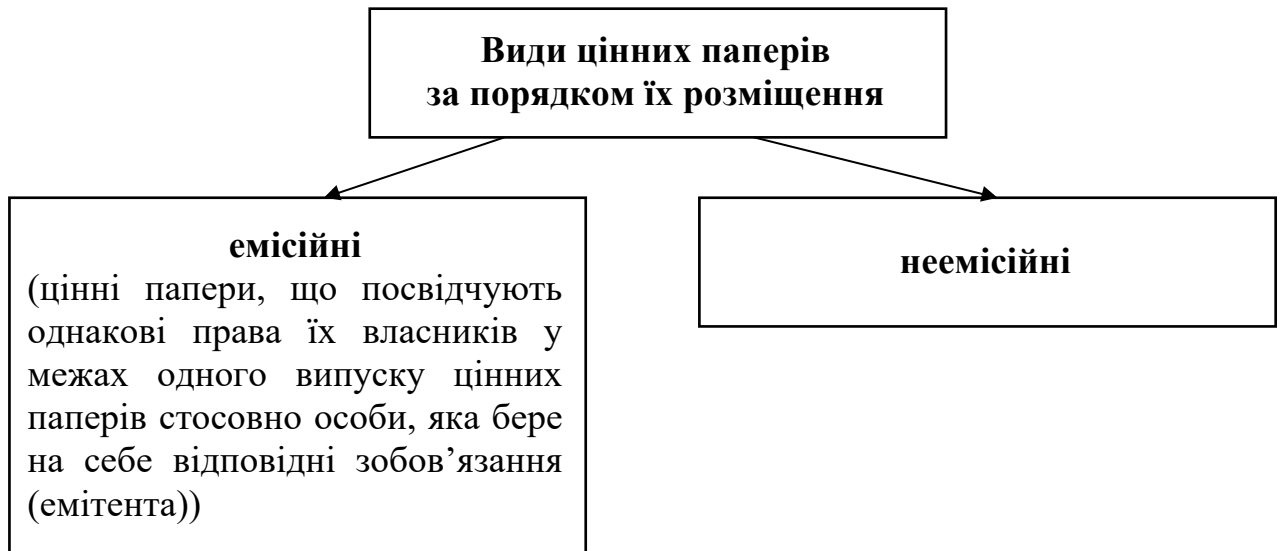 Види цінних паперів
за порядком їх розміщення
емісійні
(цінні папери, що посвідчують
однакові права їх власників у
межах одного випуску цінних
паперів стосовно особи, яка бере
на себе відповідні зобов’язання
(емітента))
неемісійні